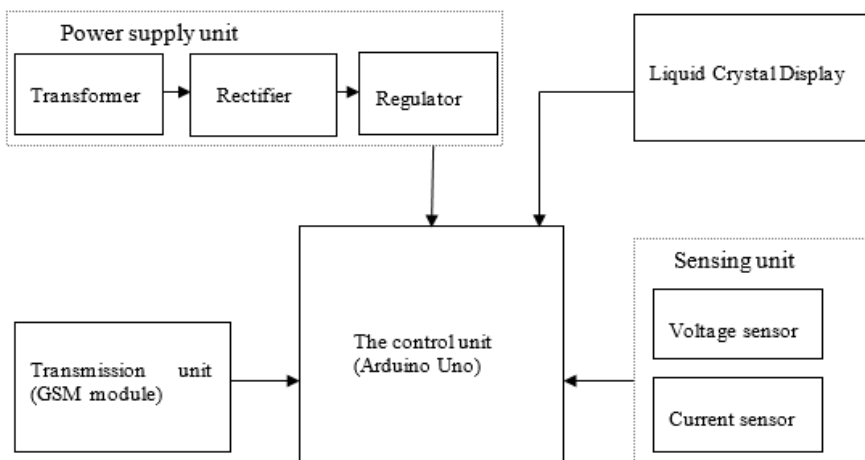 Power supply unit
Transformer
Rectifier
Regulator
Liquid Crystal Display
Sensing unit
Voltage sensor
Current sensor
The control unit
(Arduino Uno)
Transmission unit
(GSM module)